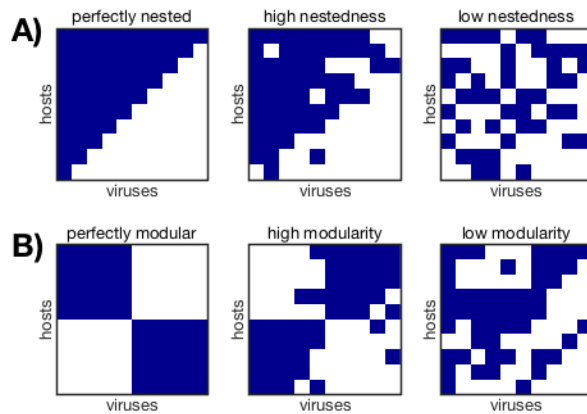 A)
perfectly nested
high nestedness
low nestedness
hosts
hosts
hosts
viruses
viruses
viruses
B)
perfectly modular
high modularity
low modularity
hosts
hosts
hosts
viruses
viruses
viruses